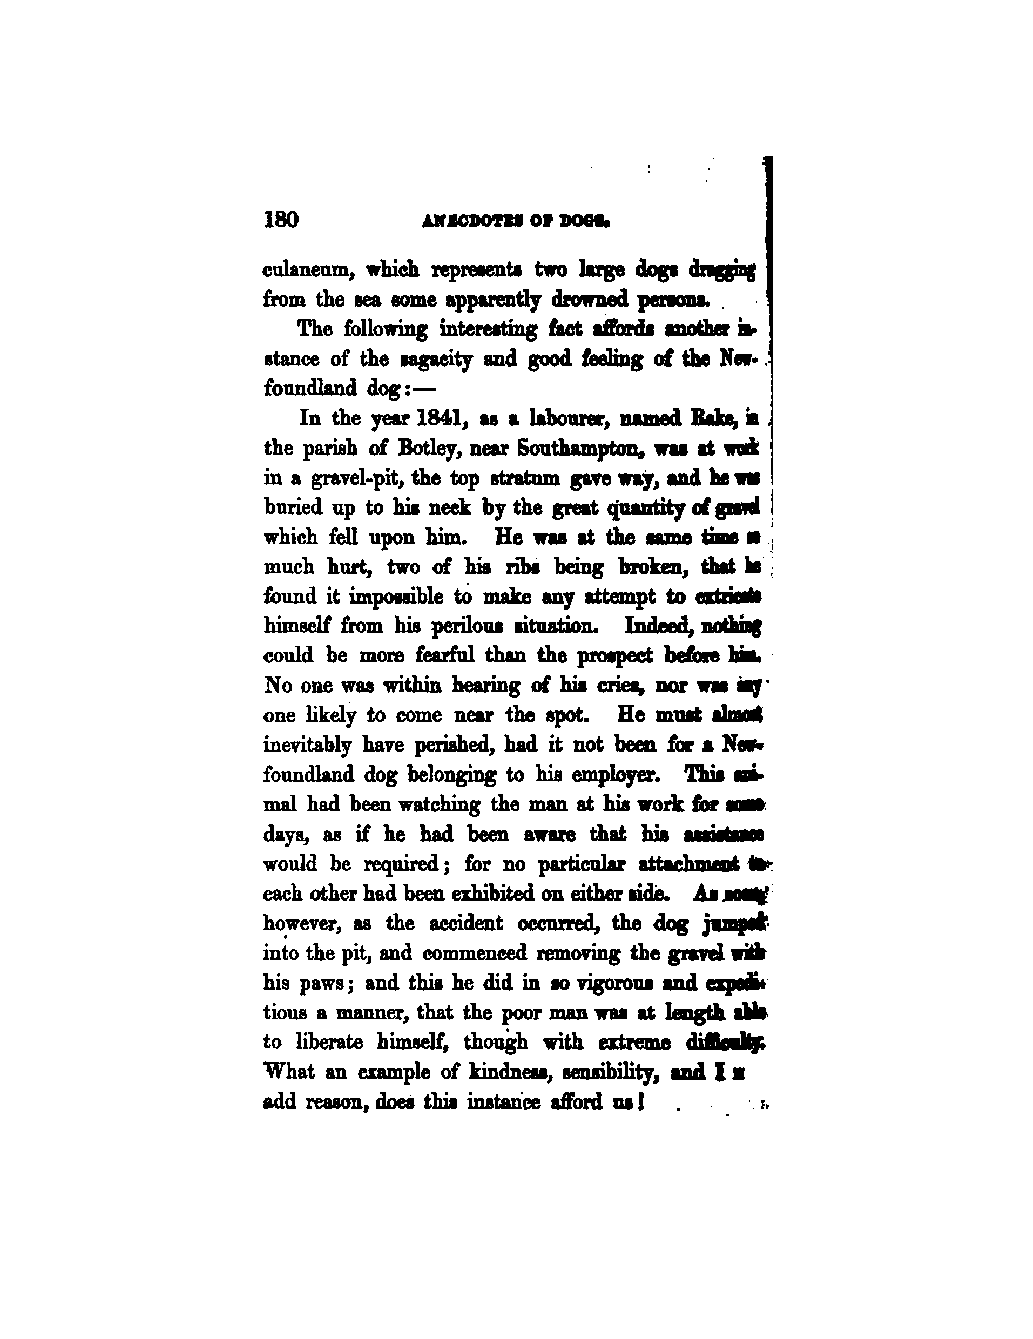 180 ANECDOTES OF DOGS.
culaneum, which represents two large dogs dragging
from the sea some apparently drowned persons.
The following interesting fact affords another in-
stance of the sagacity and good feeling of the New-
foundland dog:—
In the year 1841, as a labourer, named Rake, in
the parish of Botley, near Southampton, was at work
in a gravel-pit, the top stratum gave way, and he was
buried up to his neck by the great quantity of gravel
which fell upon him. He was at the same time so
much hurt, two of his ribs being broken, that he
found it impossible to make any attempt to extricate
himself from his perilous situation. Indeed, nothing
could be more fearful than the prospect before him.
No one was within hearing of his cries, nor was any
one likely to come near the spot. He must almost
inevitably have perished, had it not been for a New-
foundland dog belonging to his employer. This ani-
mal had been watching the man at his work for some
days, as if he had been aware that his assistance
would be required; for no particular attachment to
each other had been exhibited on either side. As soon,
however, as the accident occurred, the dog jumped
into the pit, and commenced removing the gravel with
his paws; and this he did in so vigorous and expedi-
tious a manner, that the poor man was at length able
to liberate himself, though with extreme difficulty.
What an example of kindness, sensibility, and I
add reason, does this instance afford us!